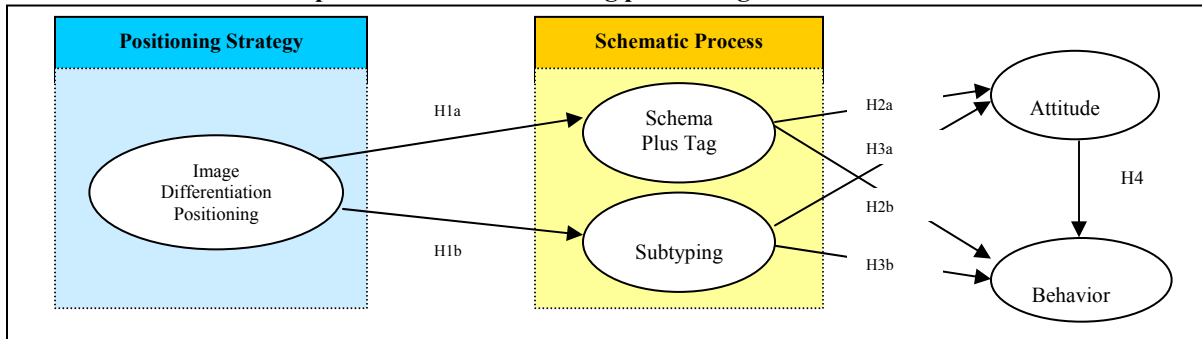 Positioning Strategy
Schematic Process
Image
Differentiation
Positioning
H1a
H1b
Schema
Plus Tag
Subtyping
H2a
H3a
H2b
H3b
Attitude
H4
Behavior